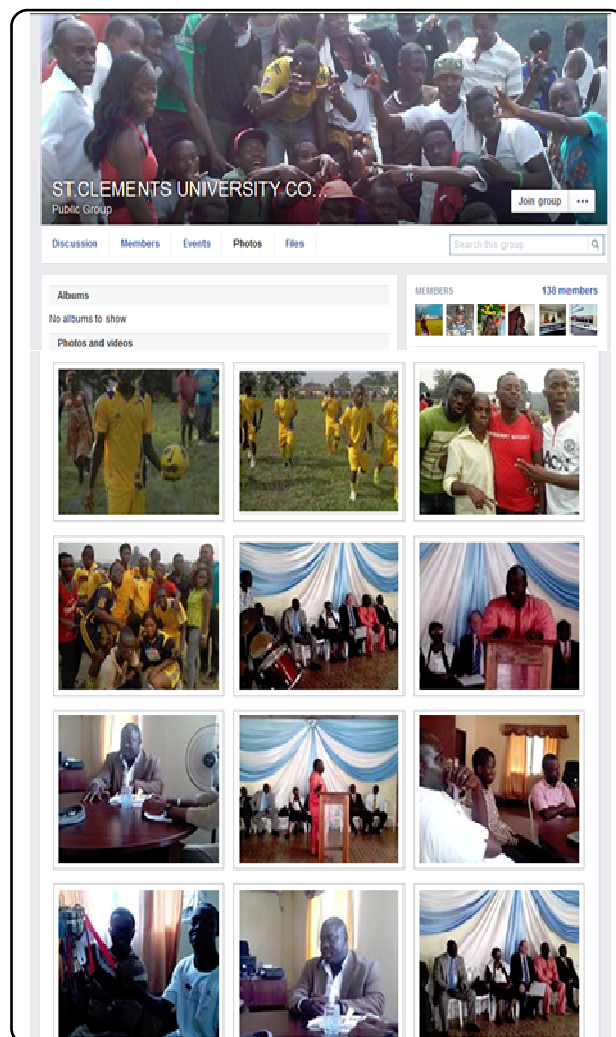 ST.CLEMENTS UNIVERSITY CO...
Public Group
Join group ...
Discussion Members Events Photos Files
Search this group
Albums
No albums to show
Photos and videos
MEMBERS 138 members